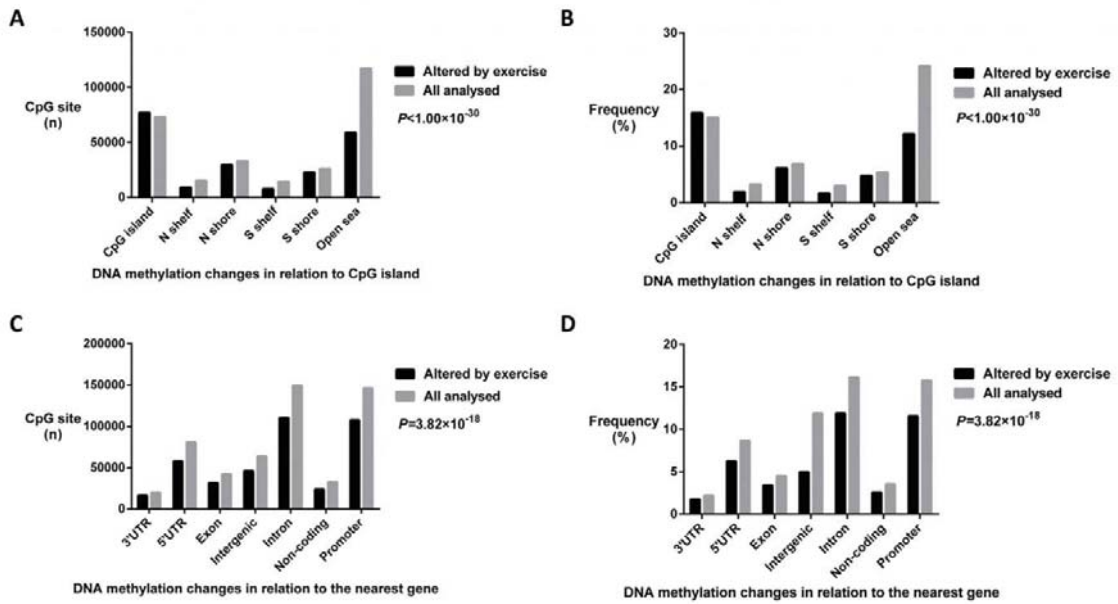 A
150000
100000
50000
0
CpG site
(n)
CpG island
N shelf
N shore
S shelf
S shore
Open sea
Altered by exercise
All analysed
P<1.00×10-30
DNA methylation changes in relation to CpG island
B
30
20
10
0
Frequency
(%)
CpG island
N shelf
N shore
S shelf
S shore
Open sea
Altered by exercise
All analysed
P<1.00×10-30
DNA methylation changes in relation to CpG island
C
200000
150000
100000
50000
0
CpG site
(n)
3'UTR
5'UTR
Exon
Intergenic
Intron
Non-coding
Promoter
Altered by exercise
All analysed
P=3.82×10-18
DNA methylation changes in relation to the nearest gene
D
20
15
10
5
0
Frequency
(%)
3'UTR
5'UTR
Exon
Intergenic
Intron
Non-coding
Promoter
Altered by exercise
All analysed
P=3.82×10-18
DNA methylation changes in relation to the nearest gene